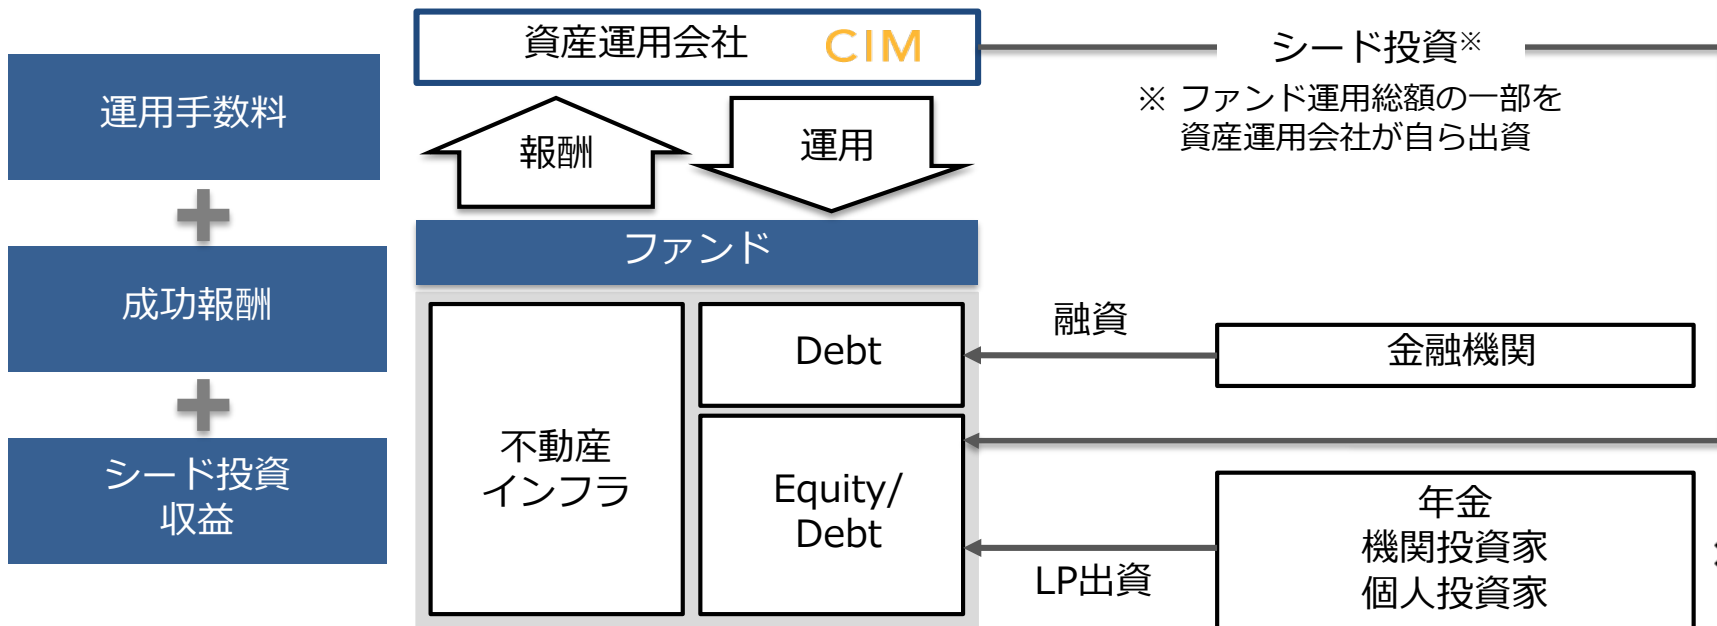 資産運用会社 CIM
シード投資※
※ ファンド運用総額の一部を
資産運用会社が自ら出資
運用手数料
報酬
運用
成功報酬
ファンド
シード投資
収益
不動産
インフラ
Debt
Equity/
Debt
融資
金融機関
LP出資
年金
機関投資家
個人投資家